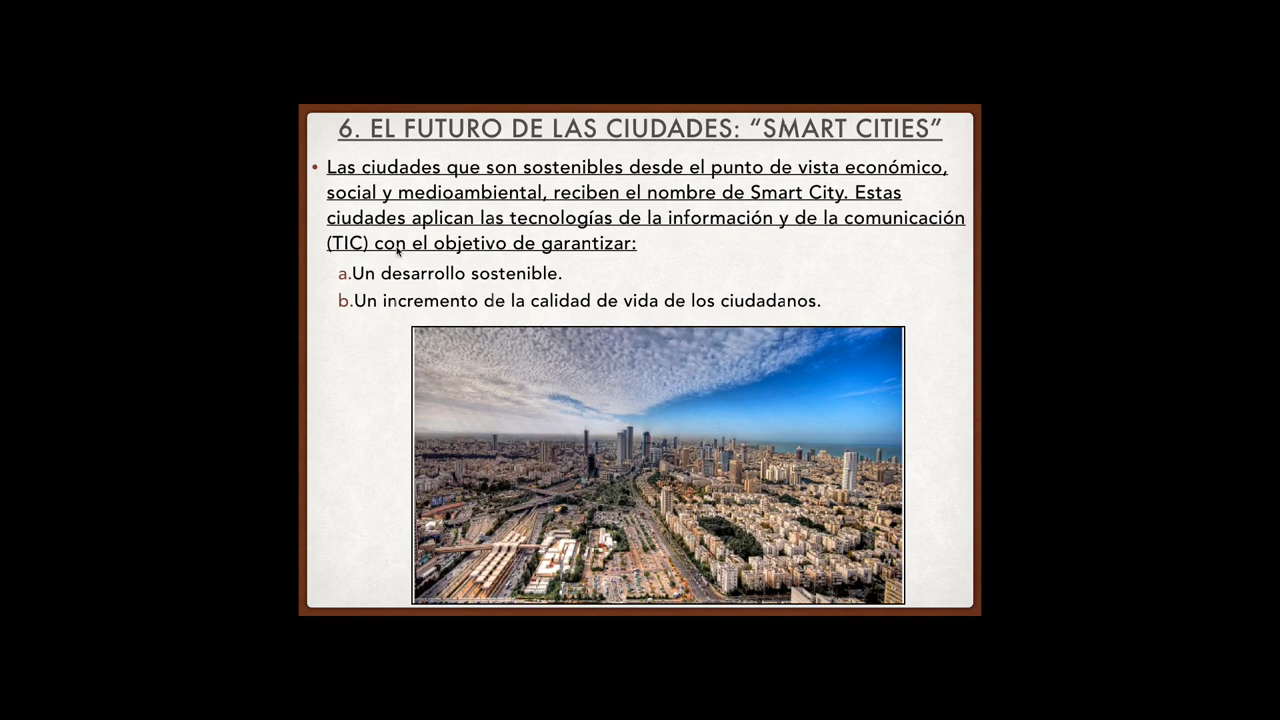 6. EL FUTURO DE LAS CIUDADES: “SMART CITIES”
• Las ciudades que son sostenibles desde el punto de vista económico,
social y medioambiental, reciben el nombre de Smart City. Estas
ciudades aplican las tecnologías de la información y de la comunicación
(TIC) con el objetivo de garantizar:
a.Un desarrollo sostenible.
b.Un incremento de la calidad de vida de los ciudadanos.